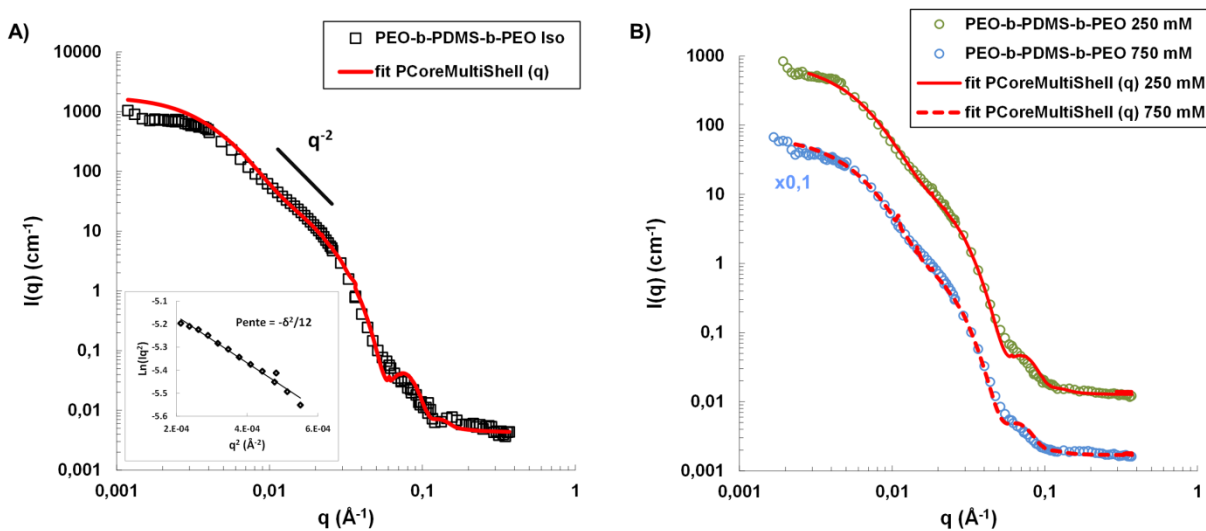 A)
PEO-b-PDMS-b-PEO Iso
fit PCoreMultiShell (q)
10000
1000
100
10
1
0,1
0,01
0,001
I(q) (cm-1)
q-2
-5.1
-5.2
-5.3
-5.4
-5.5
-5.6
Ln(Iq2)
Pente = -δ2/12
2.E-04
4.E-04
6.E-04
q2 (Å-2)
0,001
0,01
0,1
1
q (Å-1)
B)
PEO-b-PDMS-b-PEO 250 mM
PEO-b-PDMS-b-PEO 750 mM
fit PCoreMultiShell (q) 250 mM
fit PCoreMultiShell (q) 750 mM
1000
100
10
1
0,1
0,01
0,001
I(q) (cm-1)
x0,1
0,001
0,01
0,1
1
q (Å-1)